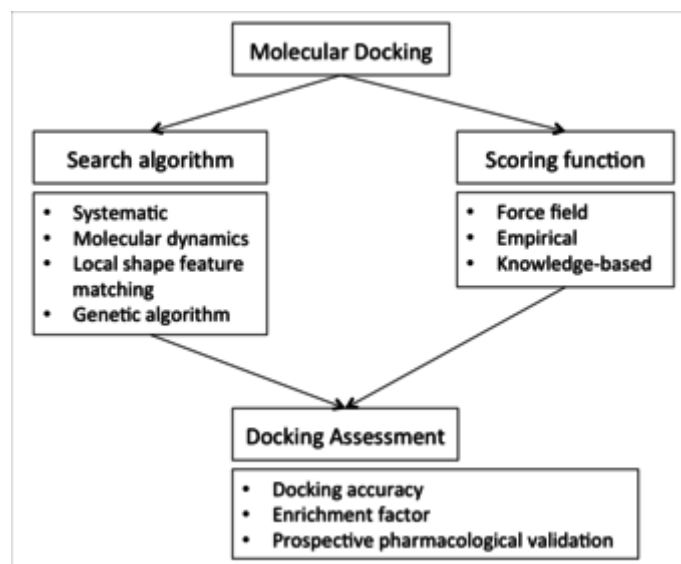 Molecular Docking
Search algorithm
• Systematic
• Molecular dynamics
• Local shape feature
matching
• Genetic algorithm
Scoring function
• Force field
• Empirical
• Knowledge-based
Docking Assessment
• Docking accuracy
• Enrichment factor
• Prospective pharmacological validation